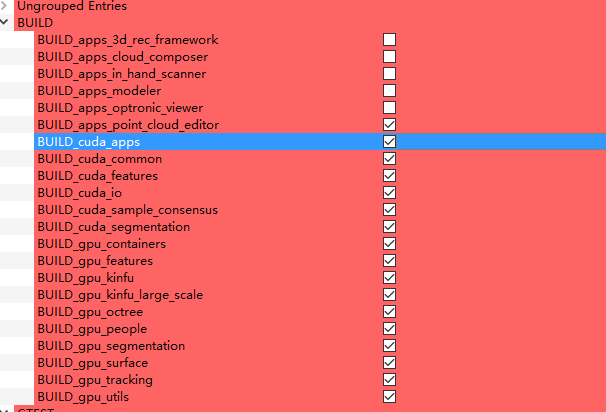 Ungrouped Entries
BUILD
BUILD_apps_3d_rec_framework
BUILD_apps_cloud_composer
BUILD_apps_in_hand_scanner
BUILD_apps_modeler
BUILD_apps_optronic_viewer
BUILD_apps_point_cloud_editor
BUILD_cuda_apps
BUILD_cuda_common
BUILD_cuda_features
BUILD_cuda_io
BUILD_cuda_sample_consensus
BUILD_cuda_segmentation
BUILD_gpu_containers
BUILD_gpu_features
BUILD_gpu_kinfu
BUILD_gpu_kinfu_large_scale
BUILD_gpu_octree
BUILD_gpu_people
BUILD_gpu_segmentation
BUILD_gpu_surface
BUILD_gpu_tracking
BUILD_gpu_utils